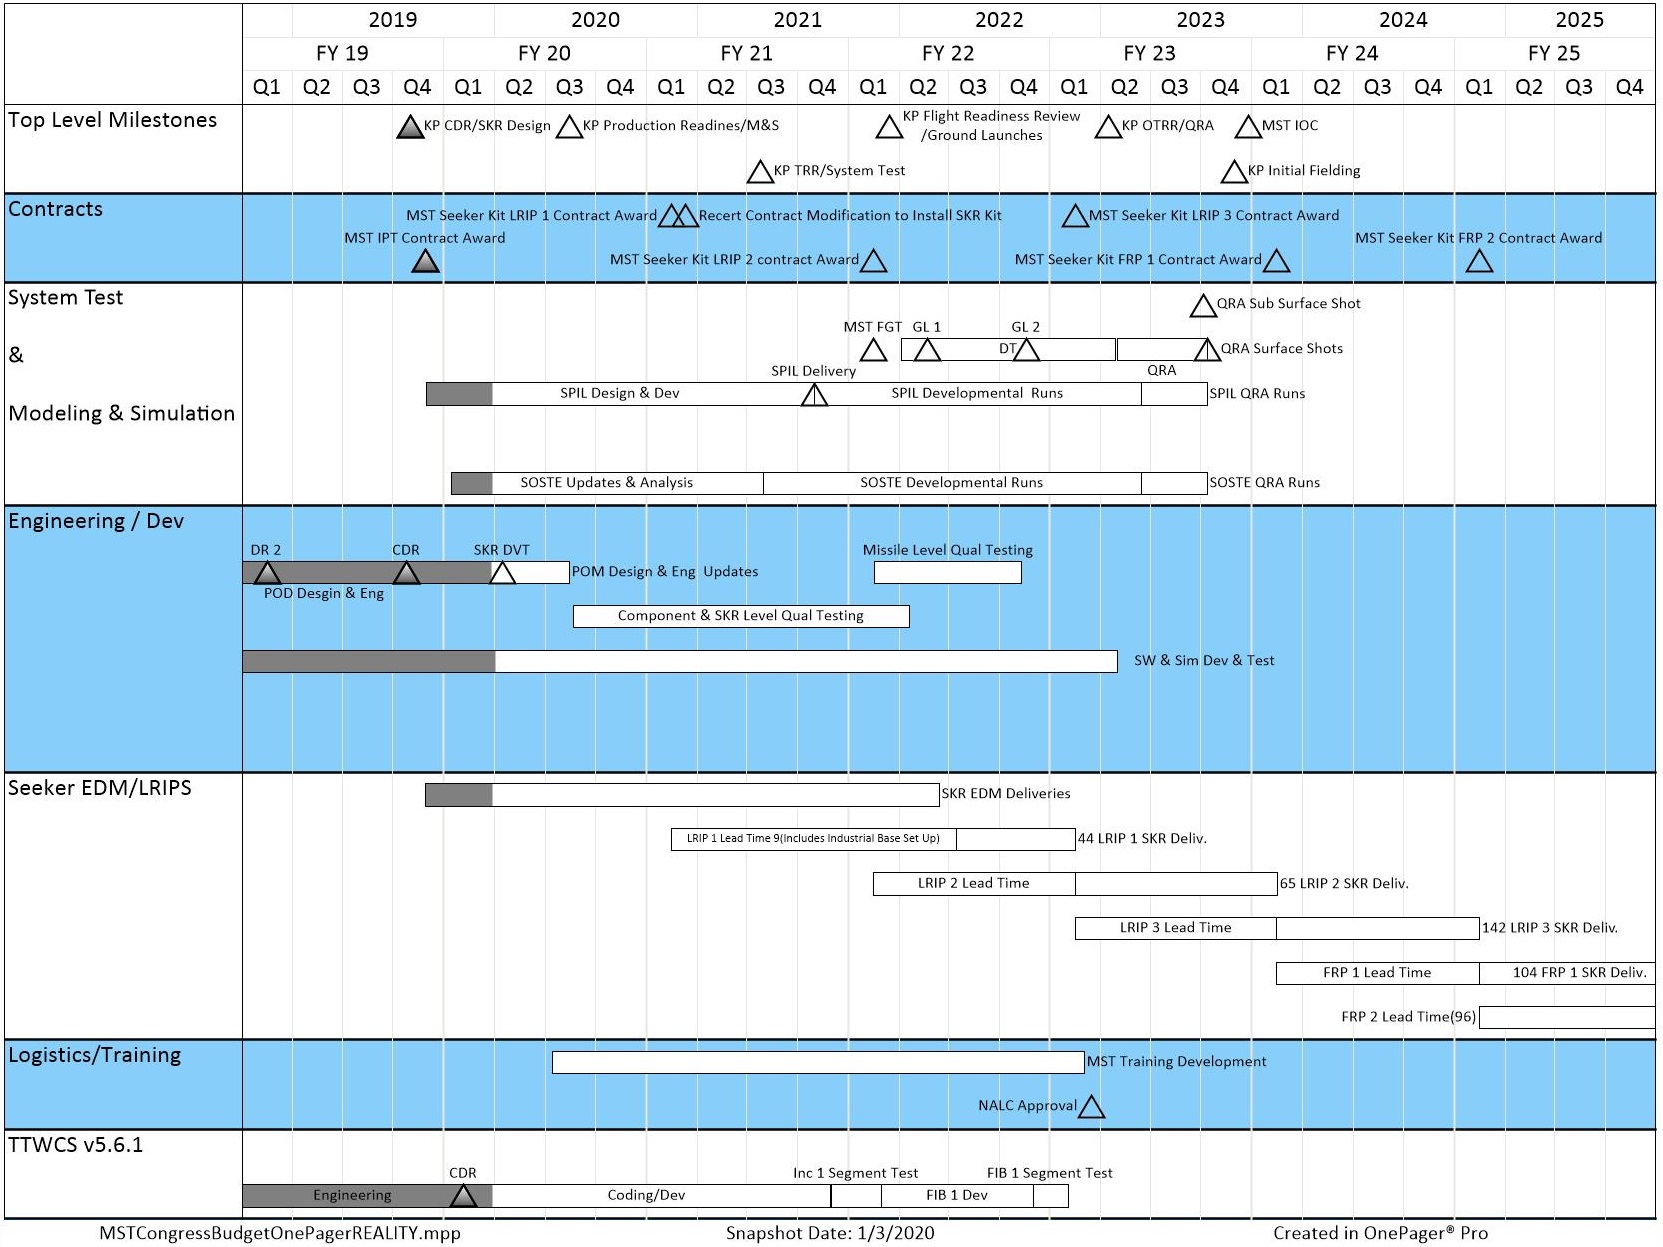 2019 2020 2021 2022 2023 2024 2025
FY 19 FY 20 FY 21 FY 22 FY 23 FY 24 FY 25
Q1 Q2 Q3 Q4 Q1 Q2 Q3 Q4 Q1 Q2 Q3 Q4 Q1 Q2 Q3 Q4 Q1 Q2 Q3 Q4 Q1 Q2 Q3 Q4 Q1 Q2 Q3 Q4
Top Level Milestones
KP CDR/SKR Design
KP Production Readines/M&S
KP Flight Readiness Review
/Ground Launches
KP OTRR/QRA
MST IOC
KP TRR/System Test
KP Initial Fielding
Contracts
MST Seeker Kit LRIP 1 Contract Award
Recert Contract Modification to Install SKR Kit
MST Seeker Kit LRIP 3 Contract Award
MST IPT Contract Award
MST Seeker Kit FRP 2 Contract Award
MST Seeker Kit LRIP 2 contract Award
MST Seeker Kit FRP 1 Contract Award
System Test
&
Modeling & Simulation
QRA Sub Surface Shot
MST FGT
GL 1
GL 2
DT
QRA Surface Shots
SPIL Delivery
QRA
SPIL Design & Dev
SPIL Developmental Runs
SPIL QRA Runs
SOSTE Updates & Analysis
SOSTE Developmental Runs
SOSTE QRA Runs
Engineering / Dev
DR 2
CDR
SKR DVT
Missile Level Qual Testing
POM Design & Eng Updates
POD Desgin & Eng
Component & SKR Level Qual Testing
SW & Sim Dev & Test
Seeker EDM/LRIPS
SKR EDM Deliveries
LRIP 1 Lead Time 9(Includes Industrial Base Set Up)
44 LRIP 1 SKR Deliv.
LRIP 2 Lead Time
65 LRIP 2 SKR Deliv.
LRIP 3 Lead Time
142 LRIP 3 SKR Deliv.
FRP 1 Lead Time
104 FRP 1 SKR Deliv.
FRP 2 Lead Time(96)
Logistics/Training
MST Training Development
NALC Approval
TTWCS v5.6.1
CDR
Inc 1 Segment Test
FIB 1 Segment Test
Engineering
Coding/Dev
FIB 1 Dev
MSTCongressBudgetOnePagerREALITY.mpp
Snapshot Date: 1/3/2020
Created in OnePager® Pro